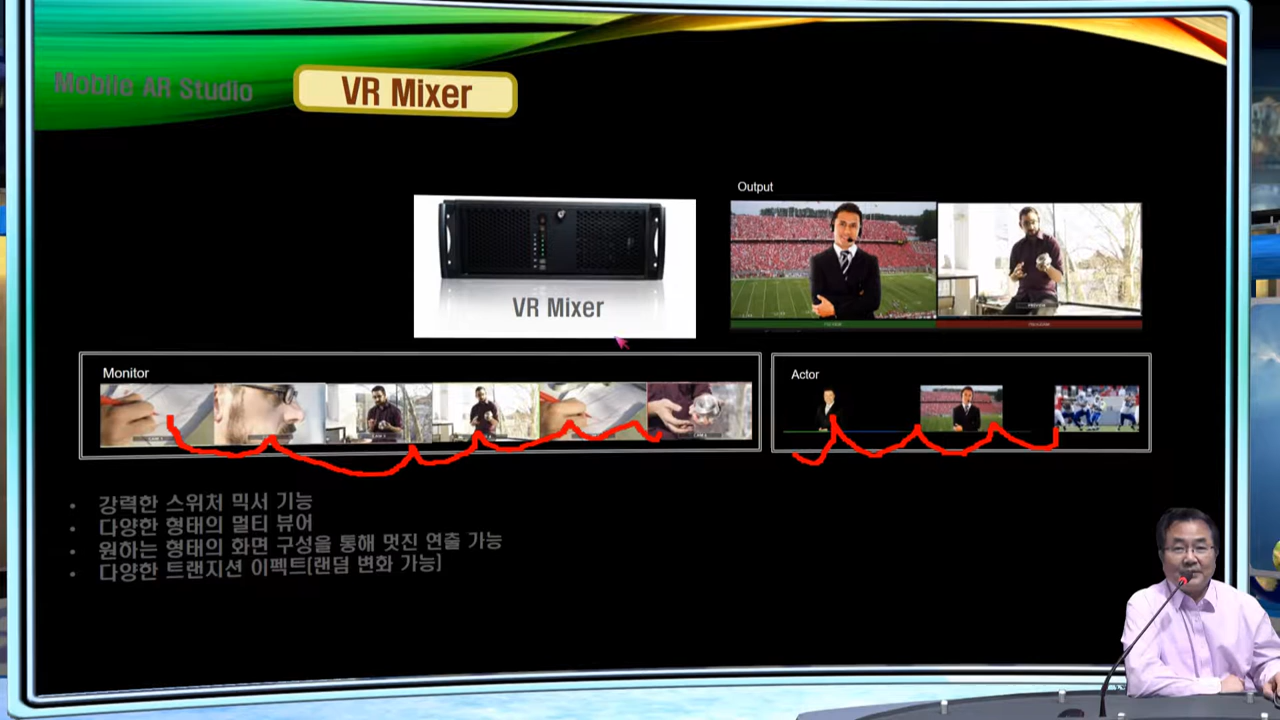 Mobile AR Studio
VR Mixer
Output
VR Mixer
Monitor
Actor
• 강력한 스위처 믹서 기능
• 다양한 형태의 멀티 뷰어
• 원하는 형태의 화면 구성을 통해 멋진 연출 가능
• 다양한 트랜지션 이펙트[랜덤 변화 가능]